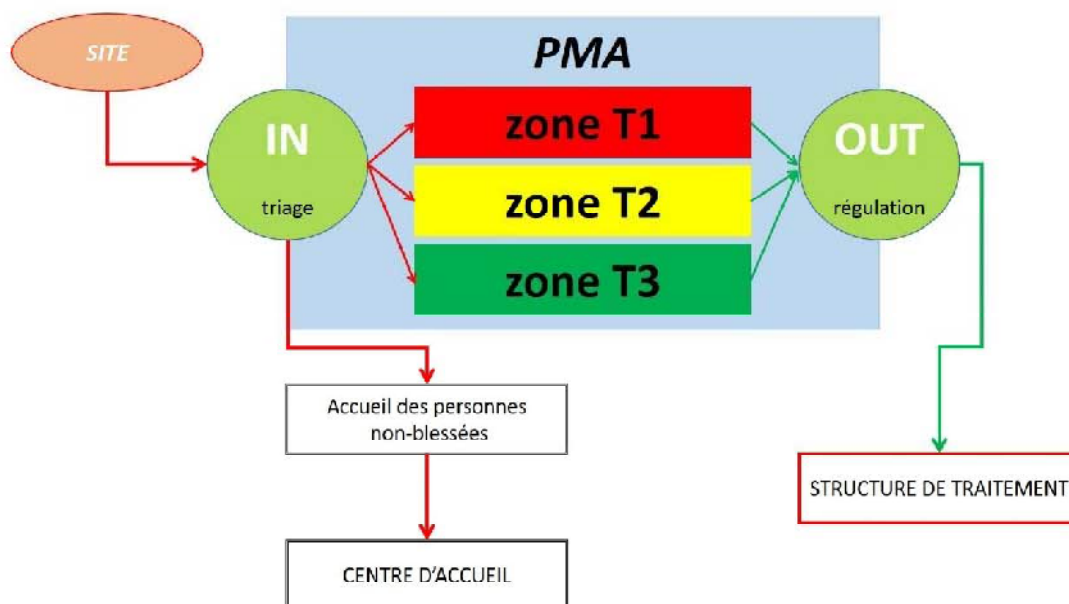 SITE
PMA
IN
triage
zone T1
zone T2
zone T3
OUT
régulation
Accueil des personnes
non-blessées
STRUCTURE DE TRAITEMENT
CENTRE D'ACCUEIL